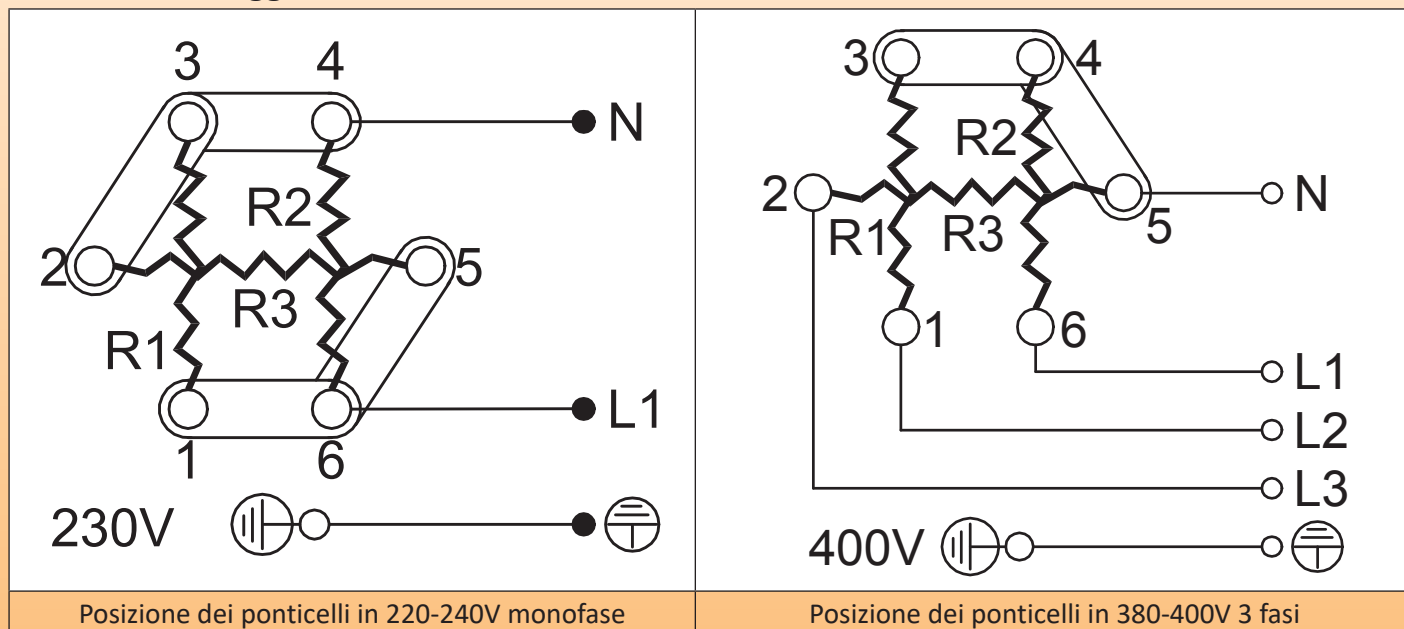 3 4
N
R2
2
5
R3
R1
L1
1 6
230V
Posizione dei ponticelli in 220-240V monofase
3 4
R2
2
N
R1 R3
5
1 6
L1
L2
L3
400V
Posizione dei ponticelli in 380-400V 3 fasi